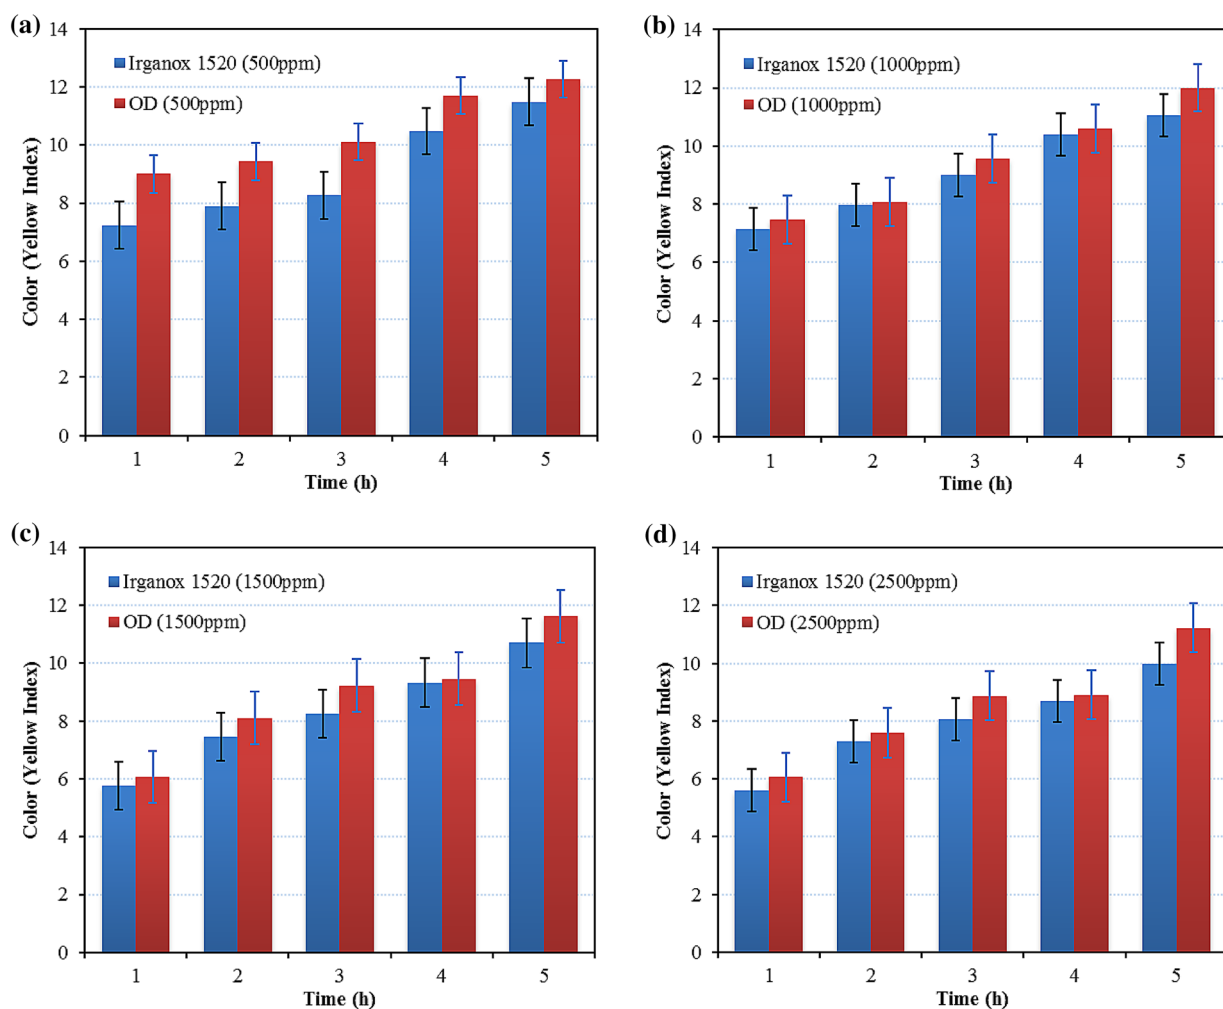 (a)
14
12
10
8
6
4
2
0
Color (Yellow Index)
Irganox 1520 (500ppm)
OD (500ppm)
1 2 3 4 5
Time (h)
(b)
14
12
10
8
6
4
2
0
Color (Yellow Index)
Irganox 1520 (1000ppm)
OD (1000ppm)
1 2 3 4 5
Time (h)
(c)
14
12
10
8
6
4
2
0
Color (Yellow Index)
Irganox 1520 (1500ppm)
OD (1500ppm)
1 2 3 4 5
Time (h)
(d)
14
12
10
8
6
4
2
0
Color (Yellow Index)
Irganox 1520 (2500ppm)
OD (2500ppm)
1 2 3 4 5
Time (h)